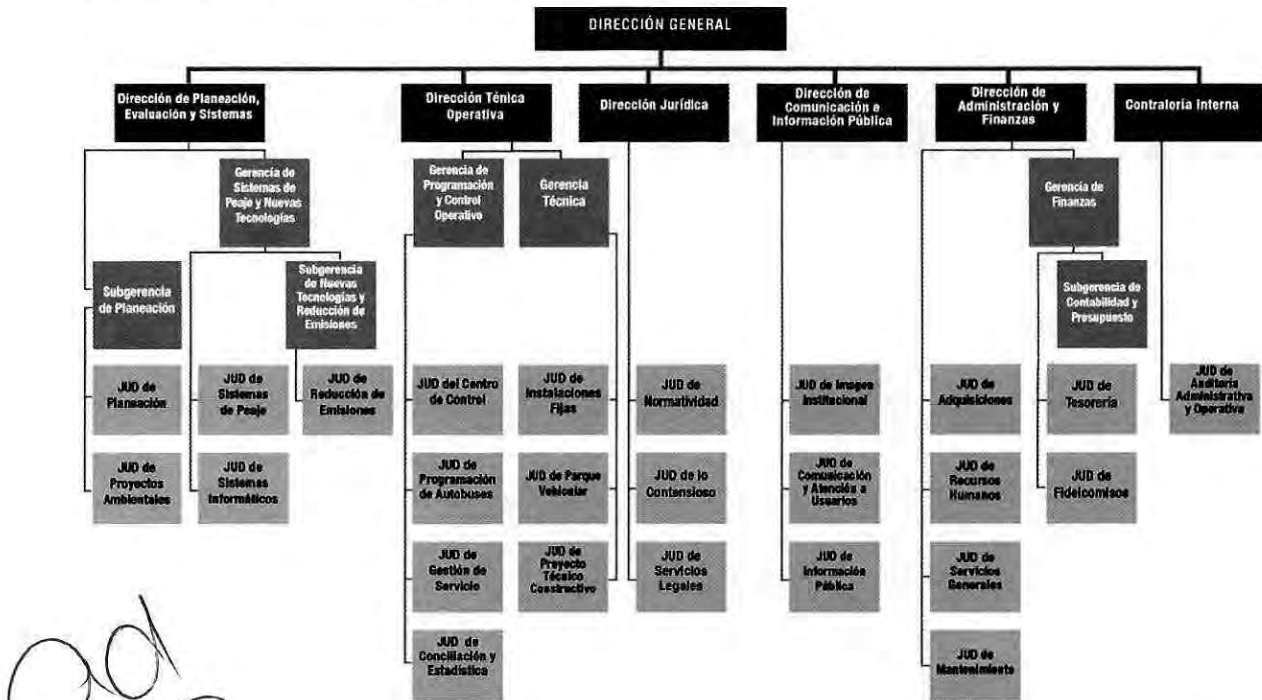 DIRECCIÓN GENERAL
Dirección de Planeación,
Evaluación y Sistemas
Dirección Ténica
Operativa
Dirección Jurídica
Dirección de
Comunicación e
Información Pública
Dirección de
Administración y
Finanzas
Contraloría Interna
Gerencia de
Sistemas de
Peaje y Nuevas
Tecnologías
Gerencia de
Programación
y Control
Operativo
Gerencia
Técnica
Gerencia de
Finanzas
Subgerencia
de Planeación
Subgerencia
de Nuevas
Tecnologías y
Reducción de
Emisiones
Subgerencia de
Contabilidad y
Presupuesto
JUD de
Planeación
JUD de
Sistemas
de Peaje
JUD de
Reducción de
Emisiones
JUD del Centro
de Control
JUD de
Instalaciones
Fijas
JUD de
Normatividad
JUD de Imagen
Institucional
JUD de
Adquisiciones
JUD de
Tesorería
JUD de
Auditoría
Administrativa
y Operativa
JUD de
Proyectos
Ambientales
JUD de
Sistemas
Informáticos
JUD de
Programación
de Autobuses
JUD de Parque
Vehicular
JUD de lo
Contensioso
JUD de
Comunicación
y Atención a
Usuarios
JUD de
Recursos
Humanos
JUD de
Fideicomisos
JUD de
Gestión de
Servicio
JUD de
Proyecto
Técnico
Constructivo
JUD de
Servicios
Legales
JUD de
Información
Pública
JUD de
Servicios
Generales
JUD de
Conciliación y
Estadística
JUD de
Mantenimiento